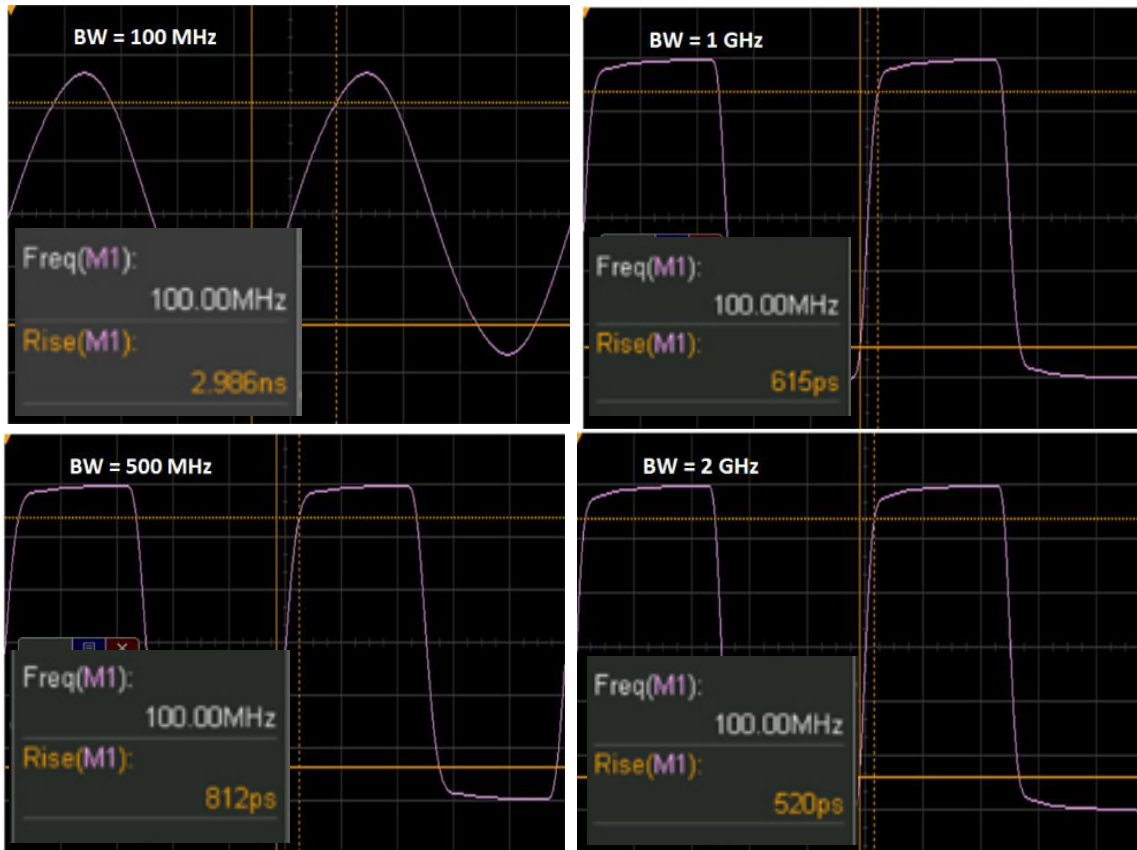 BW = 100 MHz
Freq(M1):
100.00MHz
Rise(M1):
2.986ns
BW = 1 GHz
Freq(M1):
100.00MHz
Rise(M1):
615ps
BW = 500 MHz
Freq(M1):
100.00MHz
Rise(M1):
812ps
BW = 2 GHz
Freq(M1):
100.00MHz
Rise(M1):
520ps